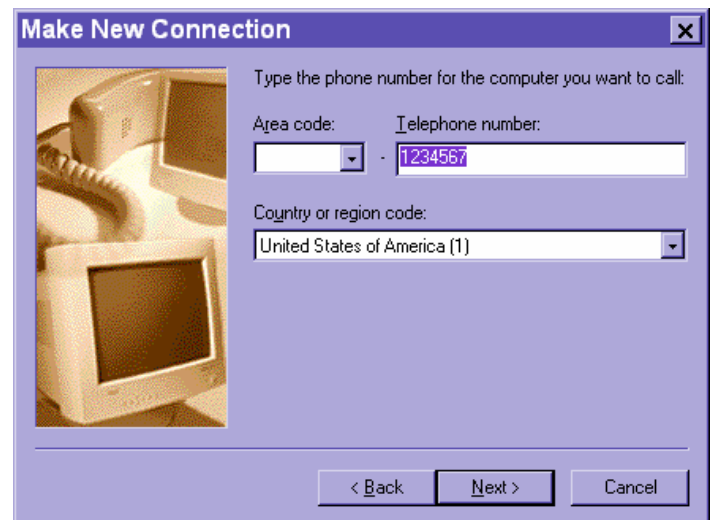 Make New Connection
Type the phone number for the computer you want to call:
Area code: Telephone number:
- 1234567
Country or region code:
United States of America (1)
< Back Next > Cancel